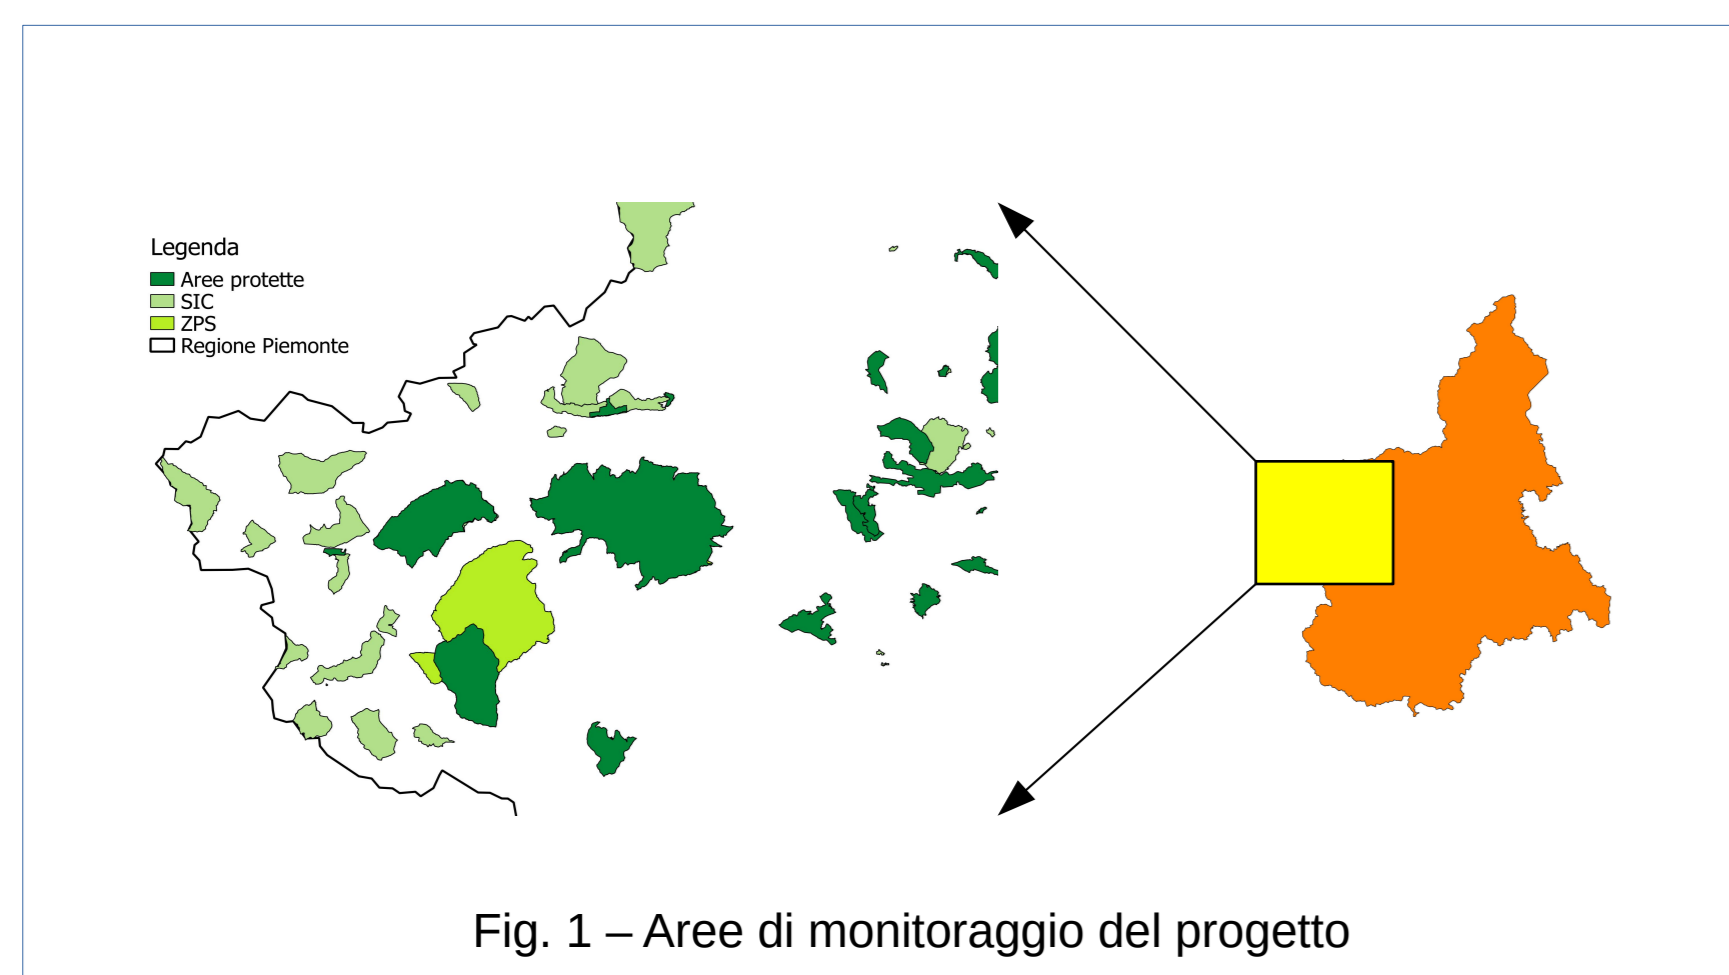 Legenda
Aree protette
SIC
ZPS
Regione Piemonte
Fig. 1 – Aree di monitoraggio del progetto